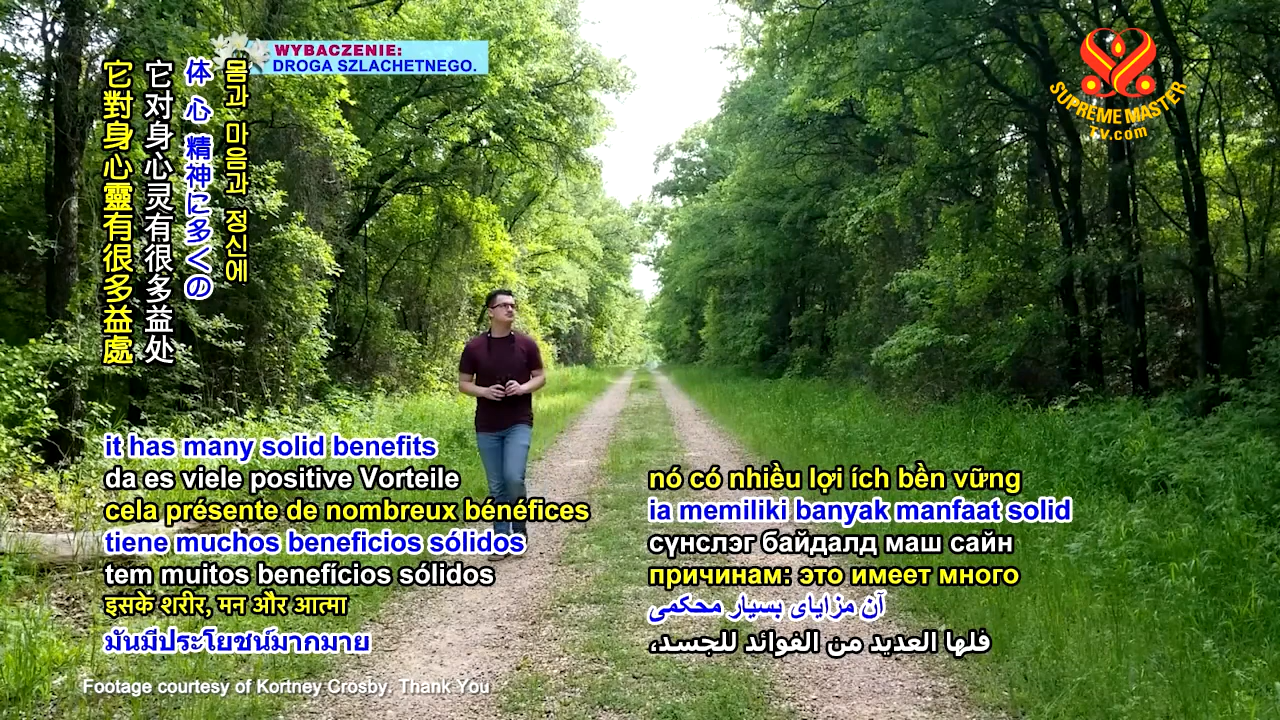 WYBACZENIE:
DROGA SZLACHETNEGO.
SUPREME MASTER
TV.com
몸과 마음과 정신에
体 心 精神に多くの
它对身心灵有很多益处
它對身心靈有很多益處
it has many solid benefits
da es viele positive Vorteile
cela présente de nombreux bénéfices
tiene muchos beneficios sólidos
tem muitos benefícios sólidos
इसके शरीर, मन और आत्मा
มันมีประโยชน์มากมาย
nó có nhiều lợi ích bền vững
ia memiliki banyak manfaat solid
сүнслэг байдалд маш сайн
причинам: это имеет много
آن مزایای بسیار محکمی
فلها العديد من الفوائد للجسد،
Footage courtesy of Kortney Crosby. Thank You